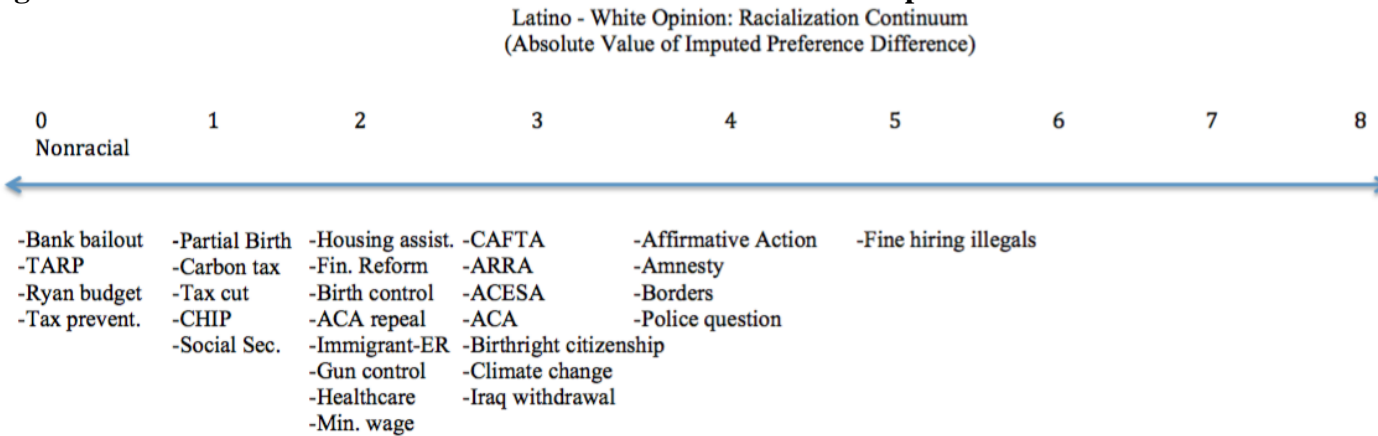 Latino - White Opinion: Racialization Continuum
(Absolute Value of Imputed Preference Difference)
0 1 2 3 4 5 6 7 8
Nonracial
-Bank bailout -Partial Birth -Housing assist. -CAFTA -Affirmative Action -Fine hiring illegals
-TARP -Carbon tax -Fin. Reform -ARRA -Amnesty
-Ryan budget -Tax cut -Birth control -ACESA -Borders
-Tax prevent. -CHIP -ACA repeal -ACA -Police question
-Social Sec. -Immigrant-ER -Birthright citizenship
-Gun control -Climate change
-Healthcare -Iraq withdrawal
-Min. wage